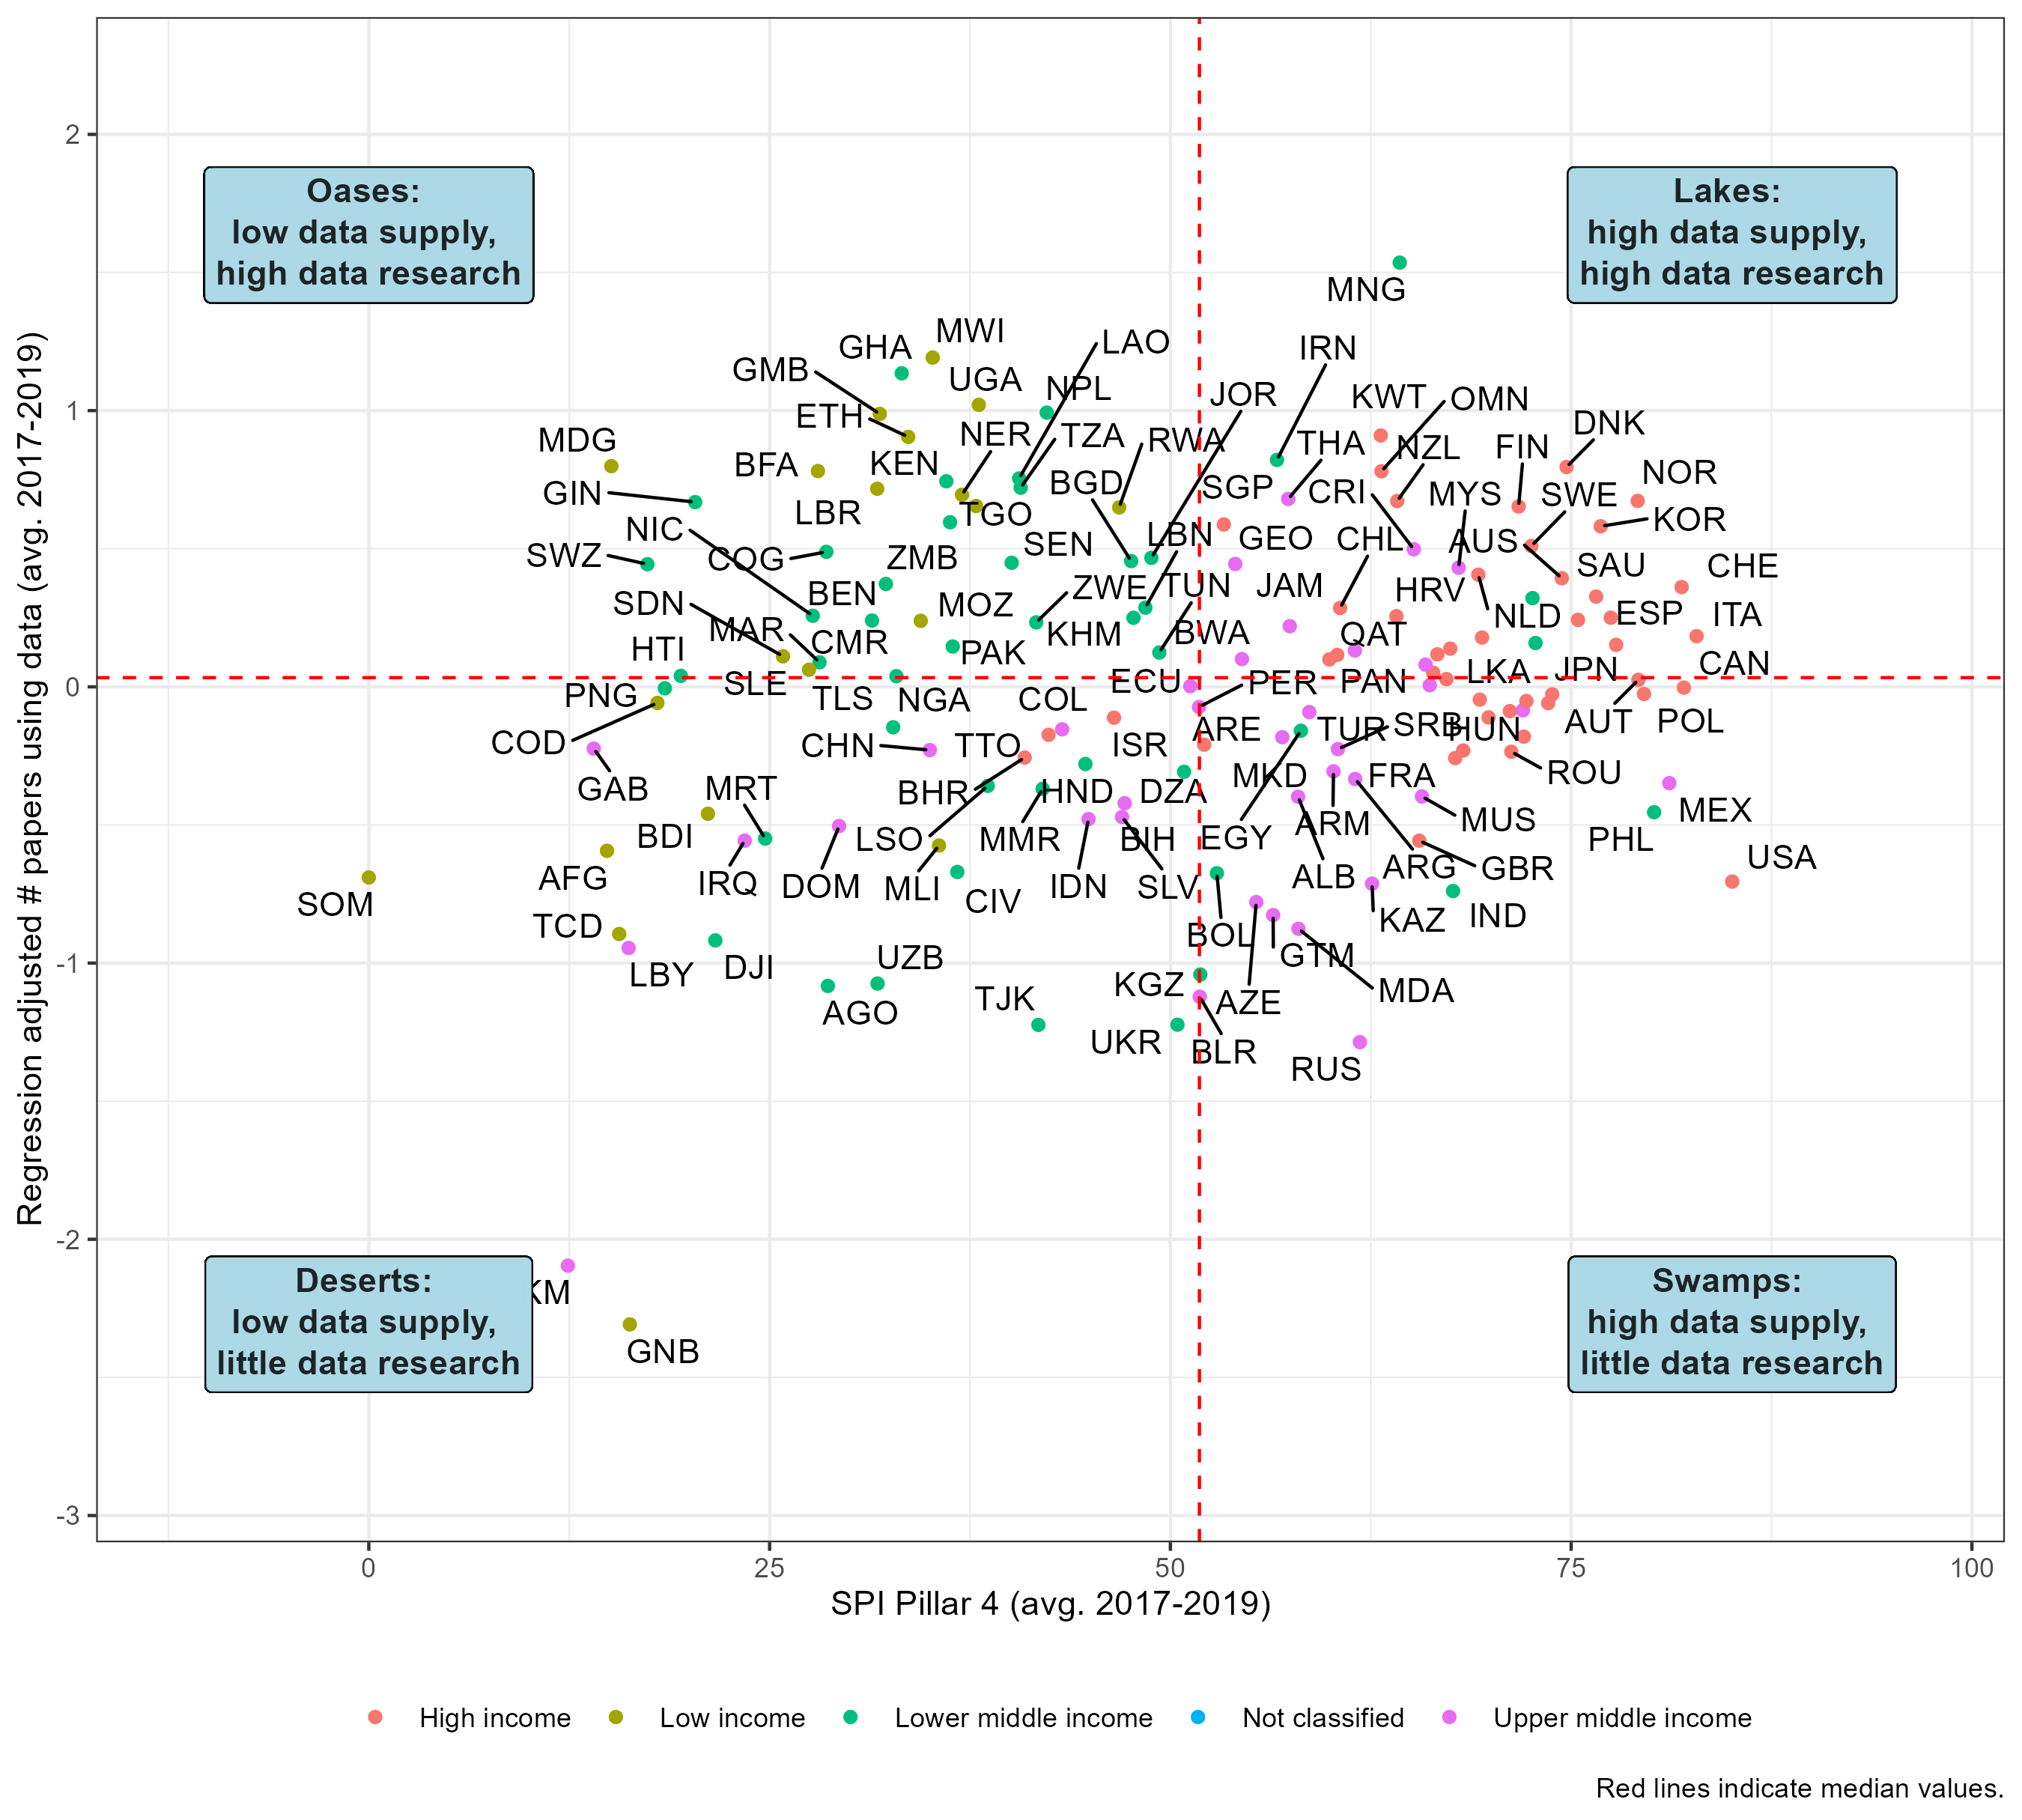 2
1
0
-1
-2
-3
Regression adjusted # papers using data (avg. 2017-2019)
Oases:
low data supply,
high data research
Lakes:
high data supply,
high data research
MNG
MWI
GHA
LAO
IRN
GMB
UGA
NPL
JOR
KWT
OMN
ETH
NER
TZA
RWA
THA
NZL
FIN
DNK
MDG
BFA
KEN
BGD
SGP
CRI
MYS
SWE
NOR
GIN
LBR
TGO
KOR
NIC
COG
ZMB
SEN
LBN
GEO
CHL
AUS
SWZ
SAU
CHE
SDN
BEN
MOZ
ZWE
TUN
JAM
HRV
NLD
ESP
ITA
MAR
CMR
KHM
BWA
QAT
HTI
PAK
PNG
SLE
TLS
NGA
COL
ECU
PER
PAN
LKA
JPN
CAN
COD
CHN
TTO
ISR
ARE
TUR
SRB
HUN
AUT
POL
GAB
MRT
BHR
HND
DZA
MKD
FRA
ROU
BDI
LSO
MMR
BIH
EGY
ARM
MUS
PHL
MEX
AFG
IRQ
DOM
MLI
CIV
IDN
SLV
ALB
ARG
GBR
USA
SOM
TCD
BOL
KAZ
IND
LBY
DJI
UZB
GTM
AGO
TJK
KGZ
AZE
MDA
UKR
BLR
RUS
KM
GNB
Deserts:
low data supply,
little data research
Swamps:
high data supply,
little data research
0
25
50
75
100
SPI Pillar 4 (avg. 2017-2019)
High income
Low income
Lower middle income
Not classified
Upper middle income
Red lines indicate median values.